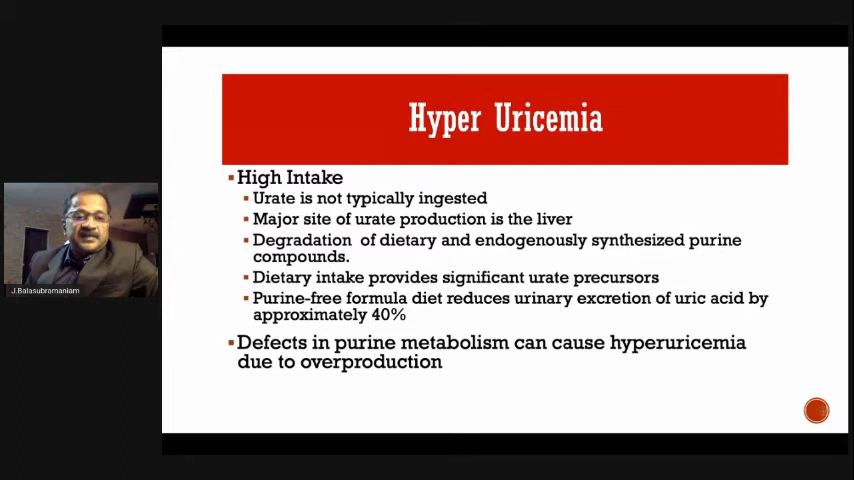 Hyper Uricemia
High Intake
Urate is not typically ingested
Major site of urate production is the liver
Degradation of dietary and endogenously synthesized purine
compounds.
Dietary intake provides significant urate precursors
Purine-free formula diet reduces urinary excretion of uric acid by
approximately 40%
Defects in purine metabolism can cause hyperuricemia
due to overproduction
J.Balasubramaniam